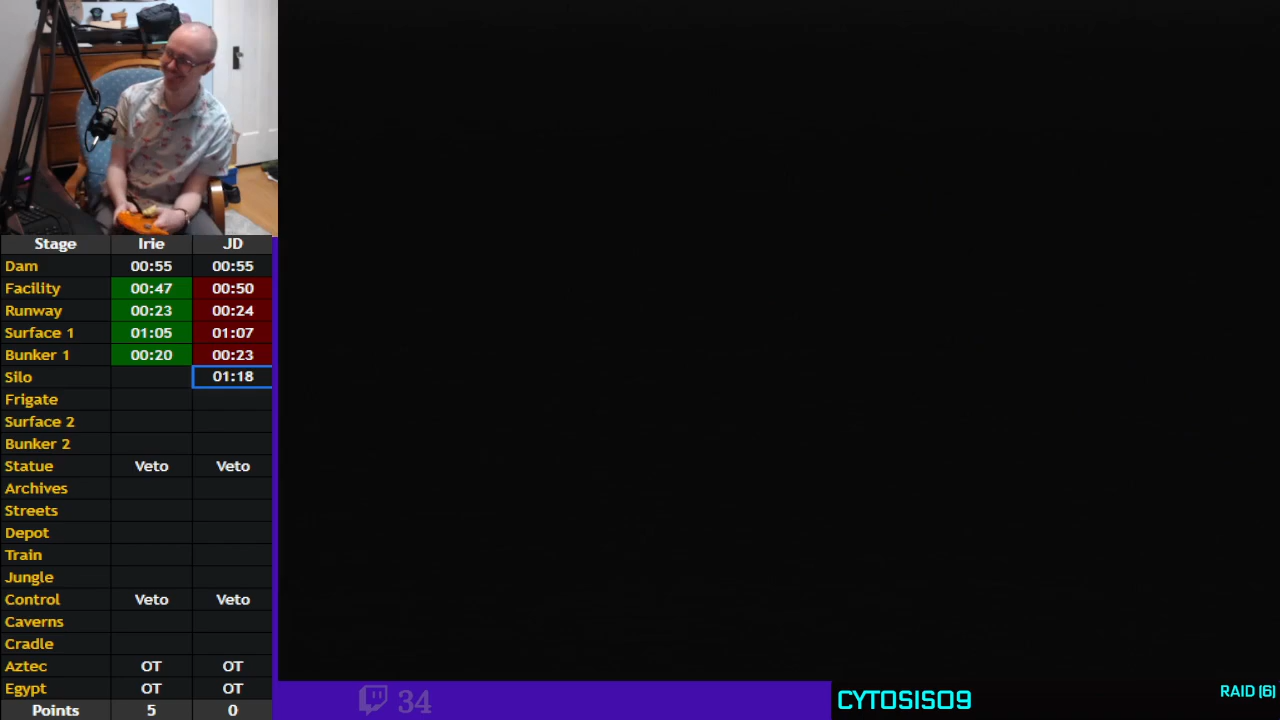 Stage Irie JD
Dam 00:55 00:55
Facility 00:47 00:50
Runway 00:23 00:24
Surface 1 01:05 01:07
Bunker 1 00:20 00:23
Silo 01:18
Frigate
Surface 2
Bunker 2
Statue Veto Veto
Archives
Streets
Depot
Train
Jungle
Control Veto Veto
Caverns
Cradle
Aztec OT OT
Egypt OT OT
Points 5 0
34
CYTOSIS09
RAID (6)